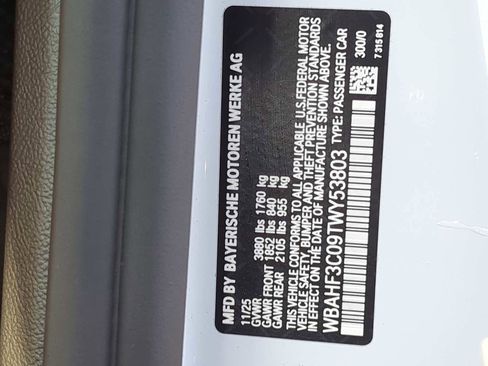 MFD BY BAYERISCHE MOTOREN WERKE AG
11/25
GVWR 3880 lbs 1760 kg
GAWR FRONT 1852 lbs 840 kg
GAWR REAR 2105 lbs 955 kg
THIS VEHICLE CONFORMS TO ALL APPLICABLE U.S.FEDERAL MOTOR
VEHICLE SAFETY, BUMPER AND THEFT PREVENTION STANDARDS
IN EFFECT ON THE DATE OF MANUFACTURE SHOWN ABOVE.
WBAHF3C09TWY53803 TYPE: PASSENGER CAR
300/0
7 315 614